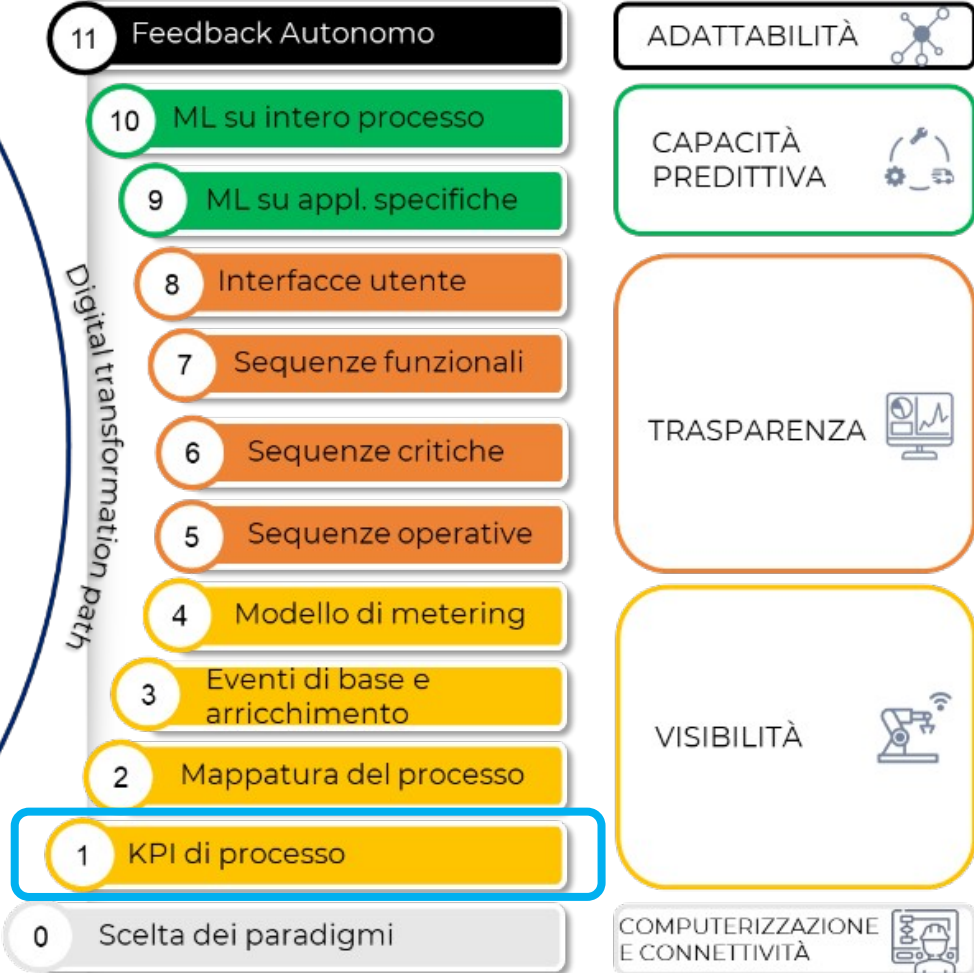 11 Feedback Autonomo
ADATTABILITÀ
10 ML su intero processo
CAPACITÀ
PREDITTIVA
9 ML su appl. specifiche
8 Interfacce utente
7 Sequenze funzionali
6 Sequenze critiche
5 Sequenze operative
TRASPARENZA
4 Modello di metering
3 Eventi di base e
arricchimento
2 Mappatura del processo
1 KPI di processo
VISIBILITÀ
0 Scelta dei paradigmi
COMPUTERIZZAZIONE
E CONNETTIVITÀ
Digital transformation path